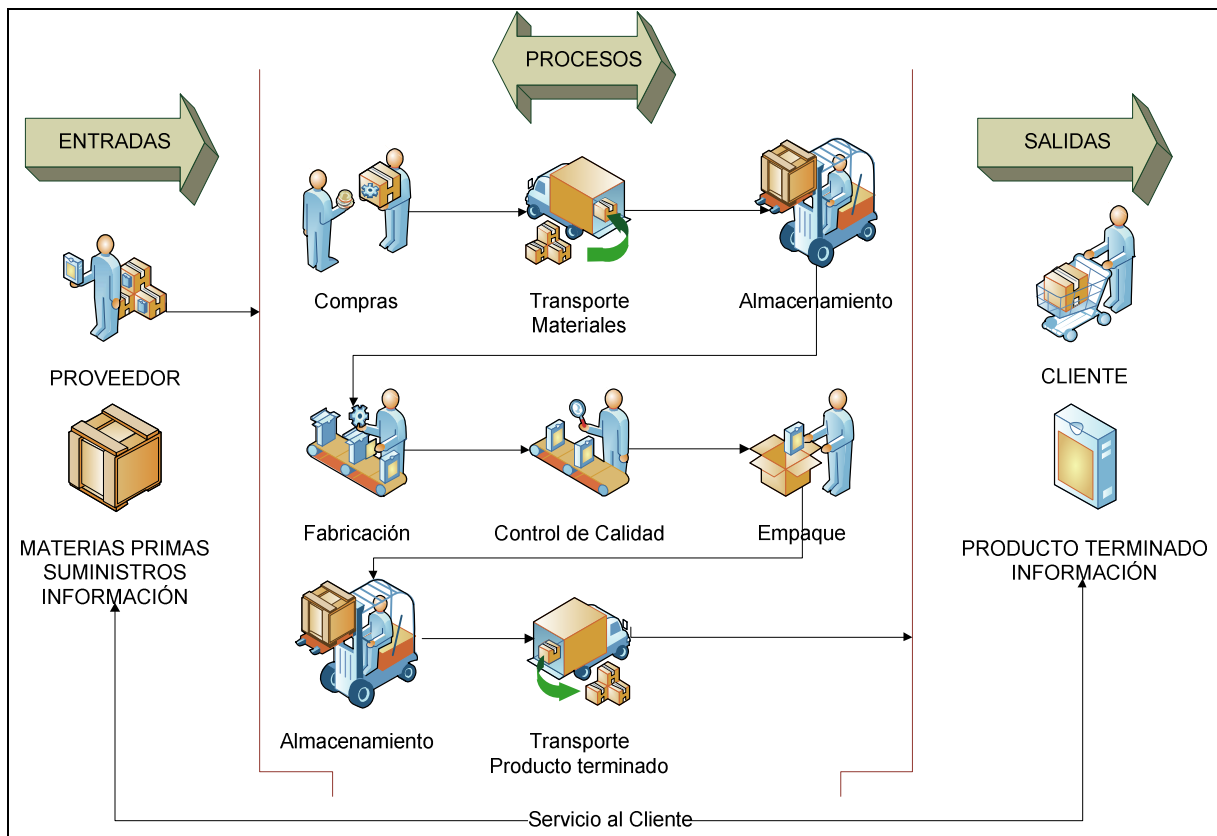 PROCESOS
ENTRADAS
SALIDAS
Compras
Transporte
Materiales
Almacenamiento
PROVEEDOR
CLIENTE
Fabricación
Control de Calidad
Empaque
MATERIAS PRIMAS
SUMINISTROS
INFORMACIÓN
PRODUCTO TERMINADO
INFORMACIÓN
Almacenamiento
Transporte
Producto terminado
Servicio al Cliente